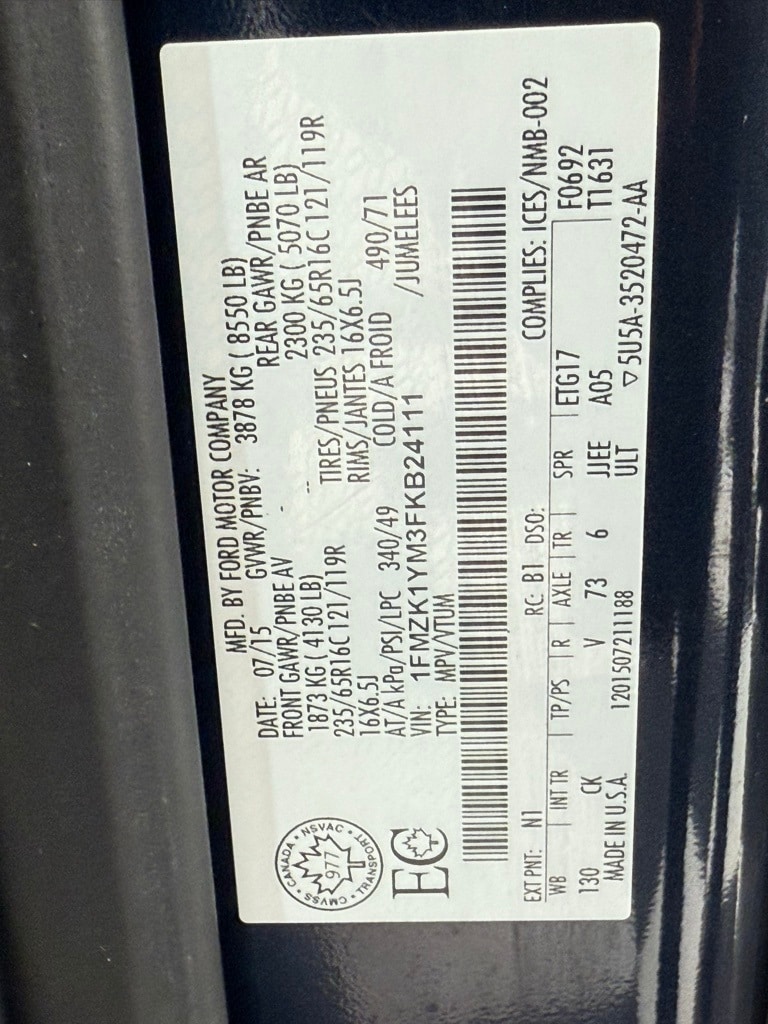 MFD. BY FORD MOTOR COMPANY
DATE: 07/15 GVWR/PNBV: 3878 KG ( 8550 LB)
FRONT GAWR/PNBE AV REAR GAWR/PNBE AR
1873 KG ( 4130 LB) -- 2300 KG ( 5070 LB)
235/65R16C 121/119R TIRES/PNEUS 235/65R16C 121/119R
16X6.5J RIMS/JANTES 16X6.5J
AT/A kPa/PSI/LPC 340/49 COLD/A FROID 490/71
VIN: 1FMZK1YM3FKB24111 /JUMELEES
TYPE: MPV/VTUM
CANADA • NSVAC • TRANSPORT • CMVSS •
977
EC
EXT PNT: N1 RC: B1 DSO: COMPLIES: ICES/NMB-002
WB | INT TR | TP/PS | R | AXLE | TR | SPR ETG17 F0692
130 CK V 73 6 JJEE A05 T1631
MADE IN U.S.A. 1201507211188 ULT ▽5U5A-3520472-AA